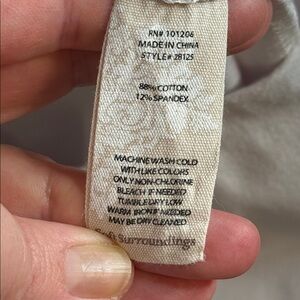 RN# 101206
MADE IN CHINA
STYLE# 28125
88% COTTON
12% SPANDEX
MACHINE WASH COLD
WITH LIKE COLORS
ONLY NON-CHLORINE
BLEACH IF NEEDED
TUMBLE DRY LOW
WARM IRON IF NEEDED
MAY BE DRY CLEANED
Soft surroundings